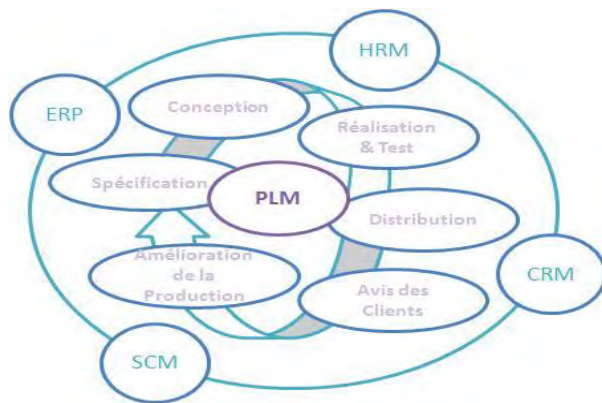 HRM
ERP
Conception
Réalisation
& Test
Spécification
PLM
Distribution
Amélioration
de la
Production
Avis des
Clients
CRM
SCM